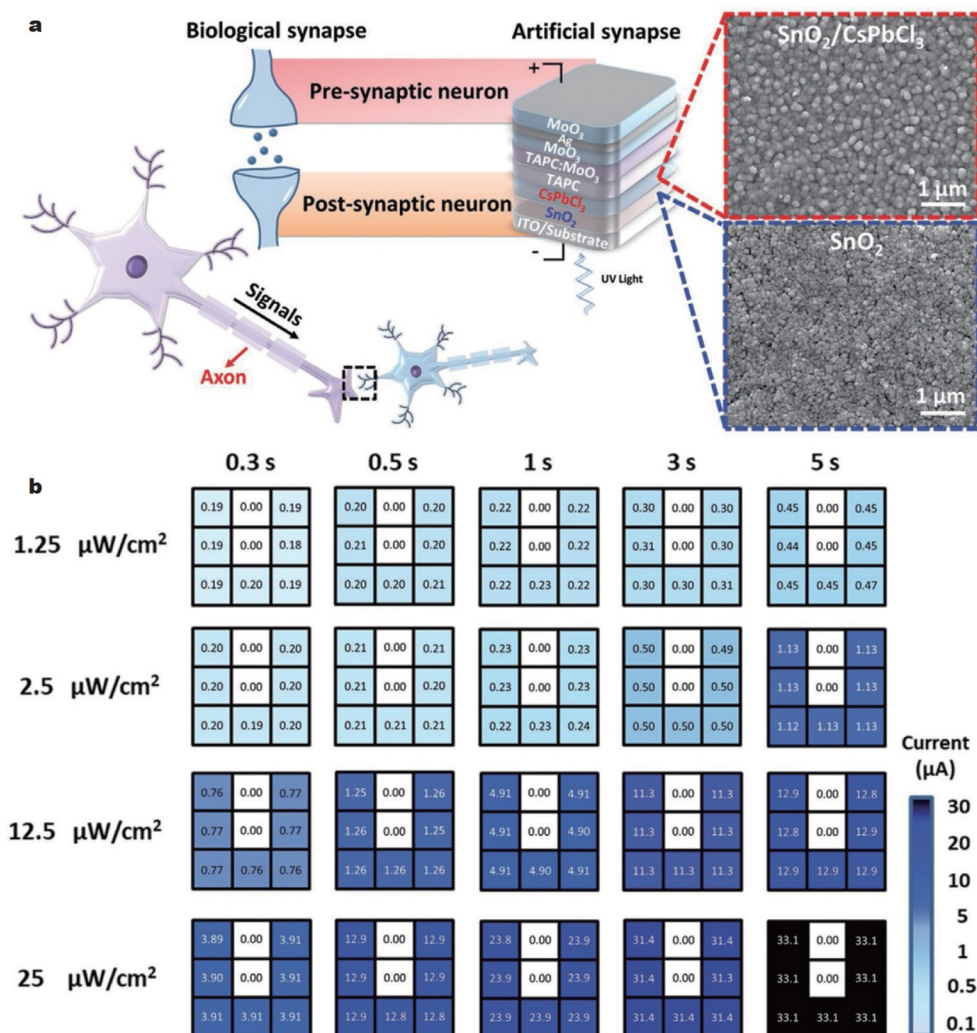 a
Biological synapse
Artificial synapse
Pre-synaptic neuron
Post-synaptic neuron
+
MoO₃
Ag
MoO₃
TAPC:MoO₃
TAPC
CsPbCl₃
SnO₂
ITO/Substrate
-
UV Light
Signals
Axon
SnO₂/CsPbCl₃
1 μm
SnO₂
1 μm
b
0.3 s 0.5 s 1 s 3 s 5 s
1.25 μW/cm²
0.19 0.00 0.19 0.20 0.00 0.20 0.22 0.00 0.22 0.30 0.00 0.30 0.45 0.00 0.45
0.19 0.00 0.18 0.21 0.00 0.20 0.22 0.00 0.22 0.31 0.00 0.30 0.44 0.00 0.45
0.19 0.20 0.19 0.20 0.20 0.21 0.22 0.23 0.22 0.30 0.30 0.31 0.45 0.45 0.47
2.5 μW/cm²
0.20 0.00 0.20 0.21 0.00 0.21 0.23 0.00 0.23 0.50 0.00 0.49 1.13 0.00 1.13
0.20 0.00 0.20 0.21 0.00 0.20 0.23 0.00 0.23 0.50 0.00 0.50 1.13 0.00 1.13
0.20 0.19 0.20 0.21 0.21 0.21 0.22 0.23 0.24 0.50 0.50 0.50 1.12 1.13 1.13
12.5 μW/cm²
0.76 0.00 0.77 1.25 0.00 1.26 4.91 0.00 4.91 11.3 0.00 11.3 12.9 0.00 12.8
0.77 0.00 0.77 1.26 0.00 1.25 4.91 0.00 4.90 11.3 0.00 11.3 12.8 0.00 12.9
0.77 0.76 0.76 1.26 1.26 1.26 4.91 4.90 4.91 11.3 11.3 11.3 12.9 12.9 12.9
25 μW/cm²
3.89 0.00 3.91 12.9 0.00 12.9 23.8 0.00 23.9 31.4 0.00 31.4 33.1 0.00 33.1
3.90 0.00 3.91 12.9 0.00 12.9 23.9 0.00 23.9 31.4 0.00 31.3 33.1 0.00 33.1
3.91 3.91 3.91 12.9 12.8 12.8 23.9 23.9 23.9 31.4 31.4 31.4 33.1 33.1 33.1
Current
(μA)
30
20
10
5
1
0.5
0.1